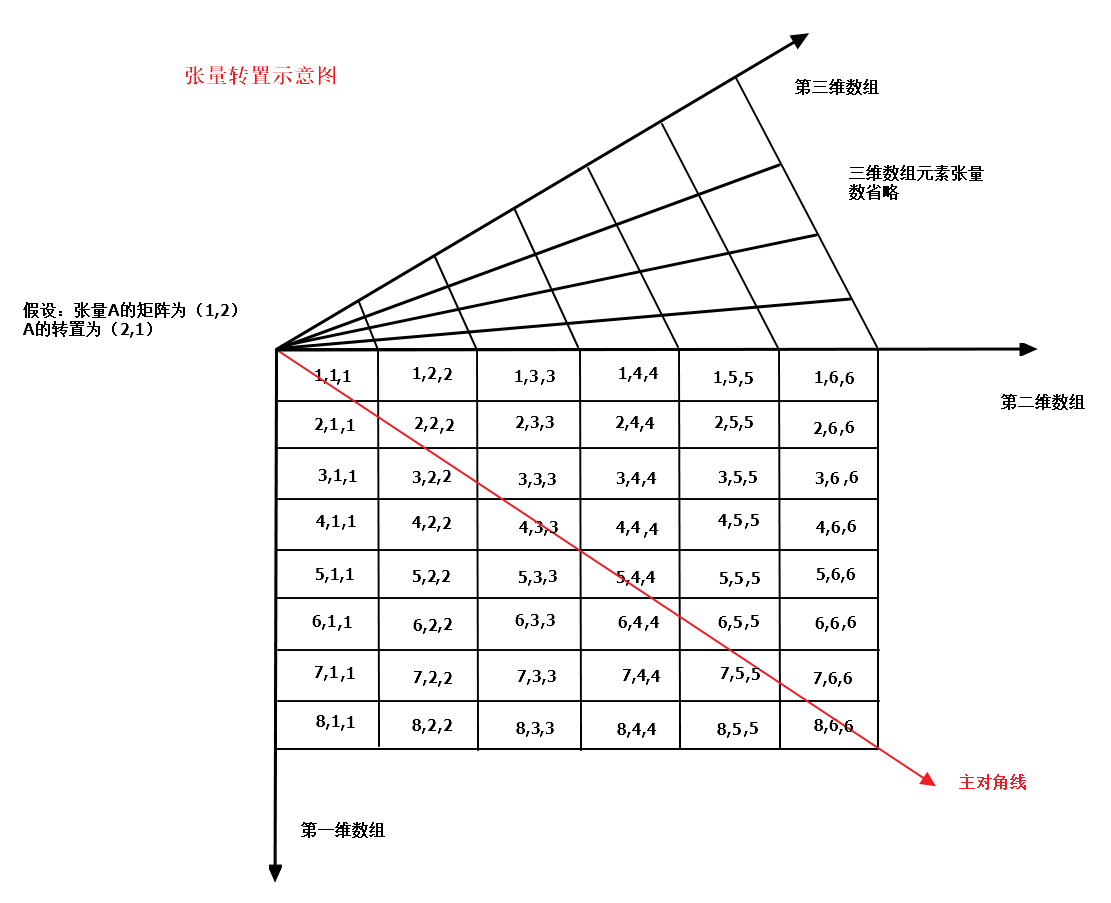 张量转置示意图
第三维数组
三维数组元素张量
数省略
假设：张量A的矩阵为（1,2）
A的转置为（2,1）
第二维数组
1,1,1 1,2,2 1,3,3 1,4,4 1,5,5 1,6,6
2,1,1 2,2,2 2,3,3 2,4,4 2,5,5 2,6,6
3,1,1 3,2,2 3,3,3 3,4,4 3,5,5 3,6,6
4,1,1 4,2,2 4,3,3 4,4,4 4,5,5 4,6,6
5,1,1 5,2,2 5,3,3 5,4,4 5,5,5 5,6,6
6,1,1 6,2,2 6,3,3 6,4,4 6,5,5 6,6,6
7,1,1 7,2,2 7,3,3 7,4,4 7,5,5 7,6,6
8,1,1 8,2,2 8,3,3 8,4,4 8,5,5 8,6,6
主对角线
第一维数组